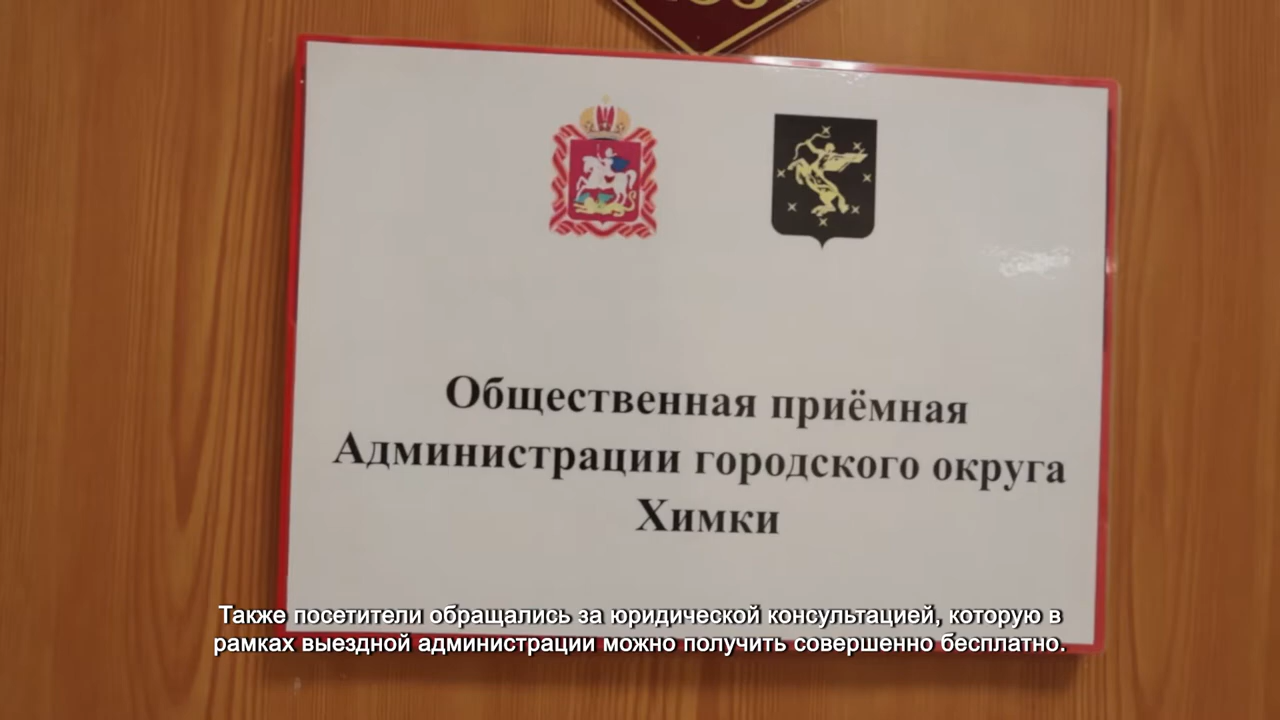 Общественная приёмная
Администрации городского округа
Химки
Также посетители обращались за юридической консультацией, которую в
рамках выездной администрации можно получить совершенно бесплатно.